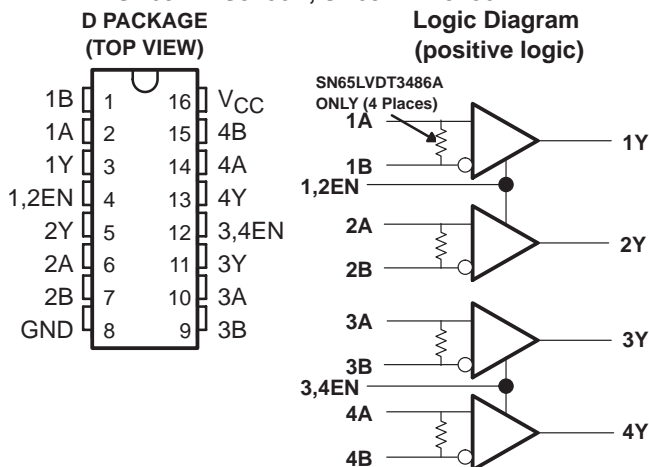 D PACKAGE
(TOP VIEW)
1B 1 16 VCC
1A 2 15 4B
1Y 3 14 4A
1,2EN 4 13 4Y
2Y 5 12 3,4EN
2A 6 11 3Y
2B 7 10 3A
GND 8 9 3B
Logic Diagram
(positive logic)
SN65LVDT3486A
ONLY (4 Places)
1A
1Y
1B
1,2EN
2A
2Y
2B
3A
3Y
3B
3,4EN
4A
4Y
4B